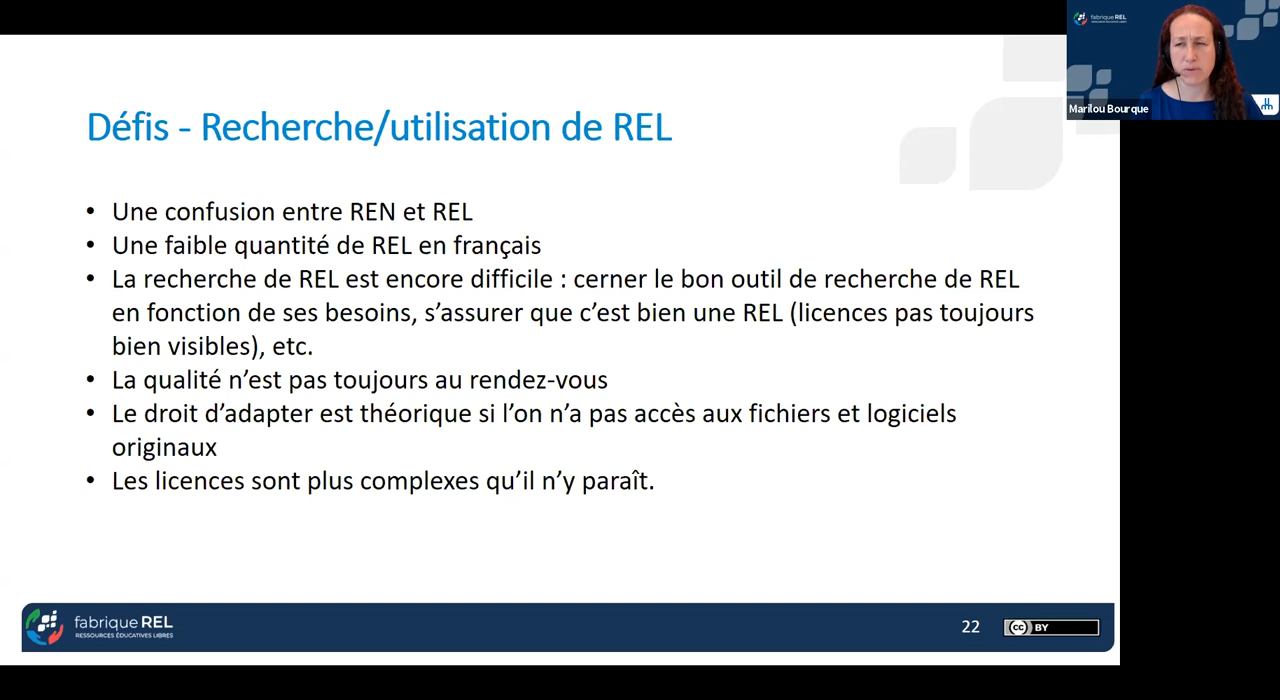 fabrique REL
RESSOURCES ÉDUCATIVES LIBRES
Marilou Bourque
Défis - Recherche/utilisation de REL
• Une confusion entre REN et REL
• Une faible quantité de REL en français
• La recherche de REL est encore difficile : cerner le bon outil de recherche de REL
en fonction de ses besoins, s’assurer que c’est bien une REL (licences pas toujours
bien visibles), etc.
• La qualité n’est pas toujours au rendez-vous
• Le droit d’adapter est théorique si l’on n’a pas accès aux fichiers et logiciels
originaux
• Les licences sont plus complexes qu’il n’y paraît.
fabrique REL
RESSOURCES ÉDUCATIVES LIBRES
22
cc BY